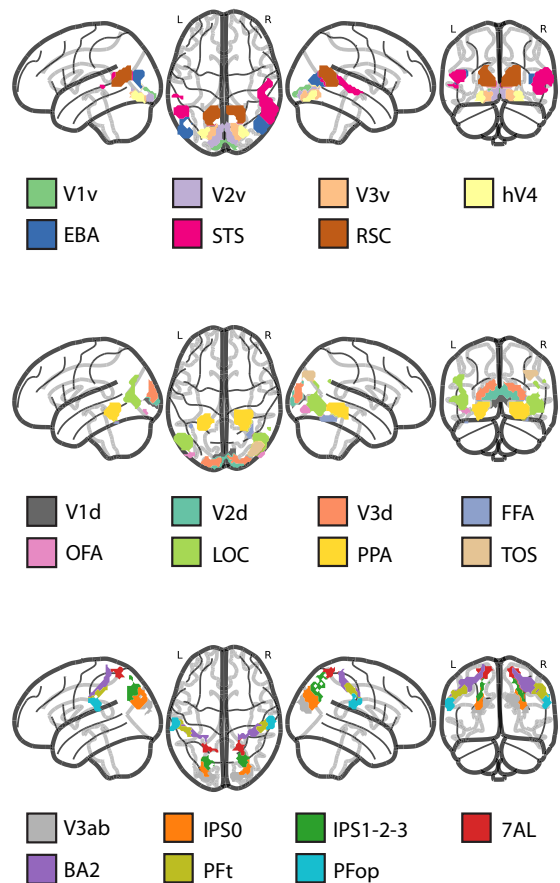 L R L R
V1v V2v V3v hV4
EBA STS RSC
L R L R
V1d V2d V3d FFA
OFA LOC PPA TOS
L R L R
V3ab IPS0 IPS1-2-3 7AL
BA2 PFt PFop